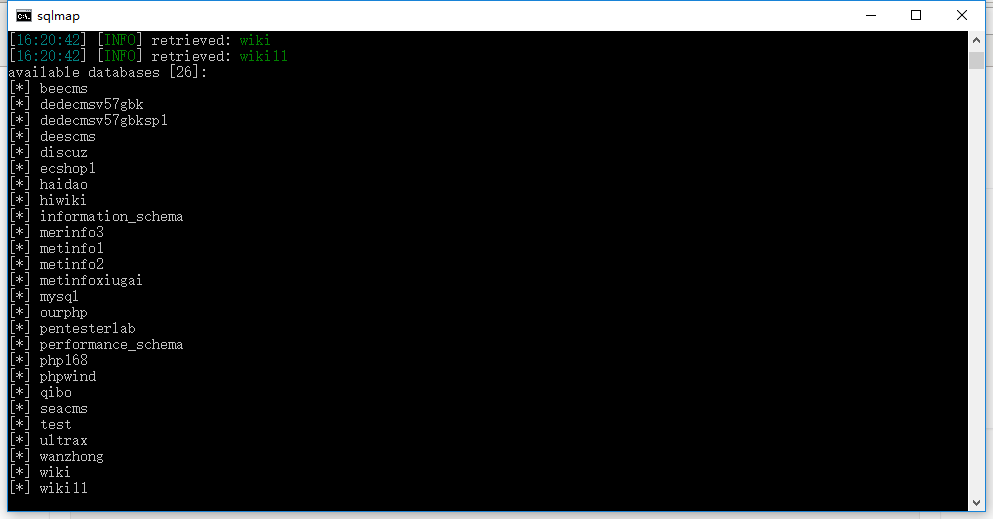 sqlmap
[16:20:42] [INFO] retrieved: wiki
[16:20:42] [INFO] retrieved: wikill
available databases [26]:
[*] beecms
[*] dedecmsv57gbk
[*] dedecmsv57gbksp1
[*] deescms
[*] discuz
[*] ecshop1
[*] haidao
[*] hiwiki
[*] information_schema
[*] merinfo3
[*] metinfo1
[*] metinfo2
[*] metinfoxiugai
[*] mysql
[*] ourphp
[*] pentesterlab
[*] performance_schema
[*] php168
[*] phpwind
[*] qibo
[*] seacms
[*] test
[*] ultrax
[*] wanzhong
[*] wiki
[*] wikill